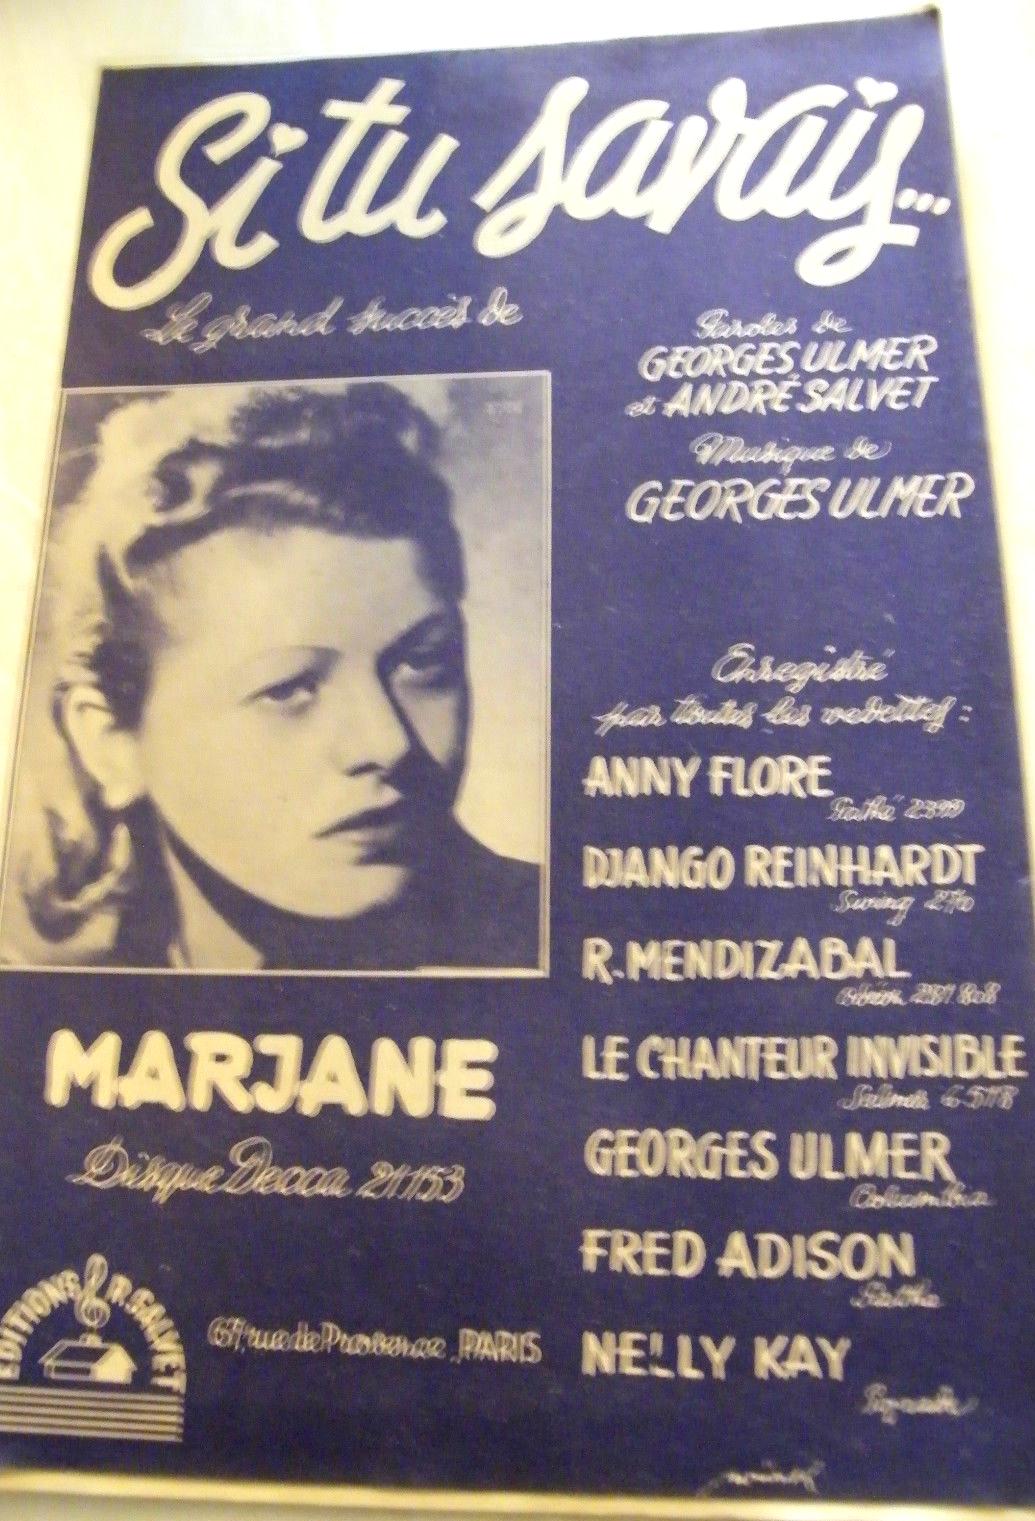 Si tu savais...
Le grand succès de
Paroles de
GEORGES ULMER
et ANDRÉ SALVET
Musique de
GEORGES ULMER
Enregistré
par toutes les vedettes :
ANNY FLORE
Pathé 2399
DJANGO REINHARDT
Swing
R. MENDIZABAL
LE CHANTEUR INVISIBLE
Selmer
GEORGES ULMER
Columbia
FRED ADISON
Pathé
NELLY KAY
MARJANE
Disque Decca 21153
EDITIONS R. SALVET
67, rue de Provence, PARIS